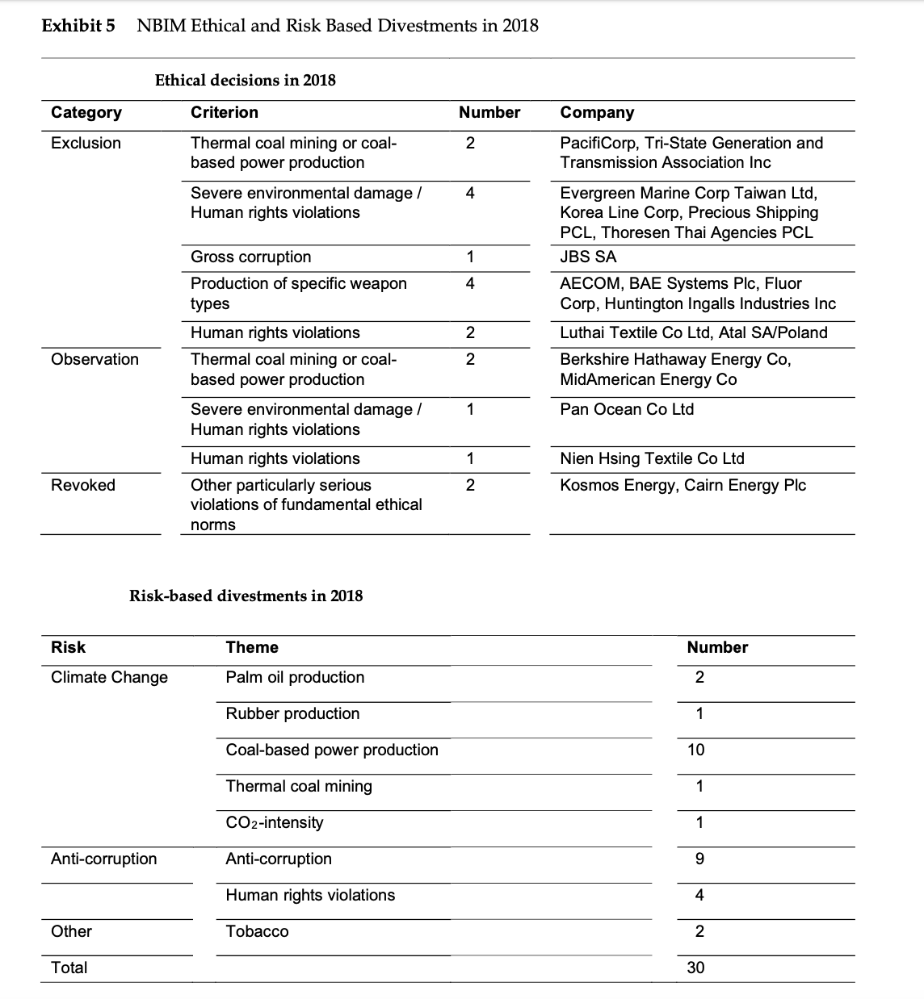 Exhibit 5 NBIM Ethical and Risk Based Divestments in 2018
Ethical decisions in 2018
Category Criterion Number Company
Exclusion Thermal coal mining or coal- 2 PacifiCorp, Tri-State Generation and
based power production Transmission Association Inc
Severe environmental damage / 4 Evergreen Marine Corp Taiwan Ltd,
Human rights violations Korea Line Corp, Precious Shipping
PCL, Thoresen Thai Agencies PCL
Gross corruption 1 JBS SA
Production of specific weapon 4 AECOM, BAE Systems Plc, Fluor
types Corp, Huntington Ingalls Industries Inc
Human rights violations 2 Luthai Textile Co Ltd, Atal SA/Poland
Observation Thermal coal mining or coal- 2 Berkshire Hathaway Energy Co,
based power production MidAmerican Energy Co
Severe environmental damage / 1 Pan Ocean Co Ltd
Human rights violations
Human rights violations 1 Nien Hsing Textile Co Ltd
Revoked Other particularly serious 2 Kosmos Energy, Cairn Energy Plc
violations of fundamental ethical
norms
Risk-based divestments in 2018
Risk Theme Number
Climate Change Palm oil production 2
Rubber production 1
Coal-based power production 10
Thermal coal mining 1
CO2-intensity 1
Anti-corruption Anti-corruption 9
Human rights violations 4
Other Tobacco 2
Total 30